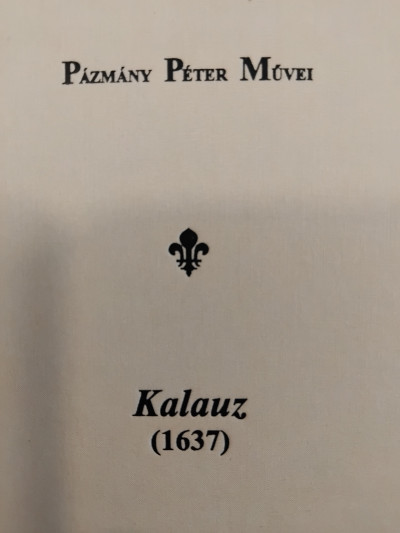 Pázmány Péter Művei
Kalauz
(1637)